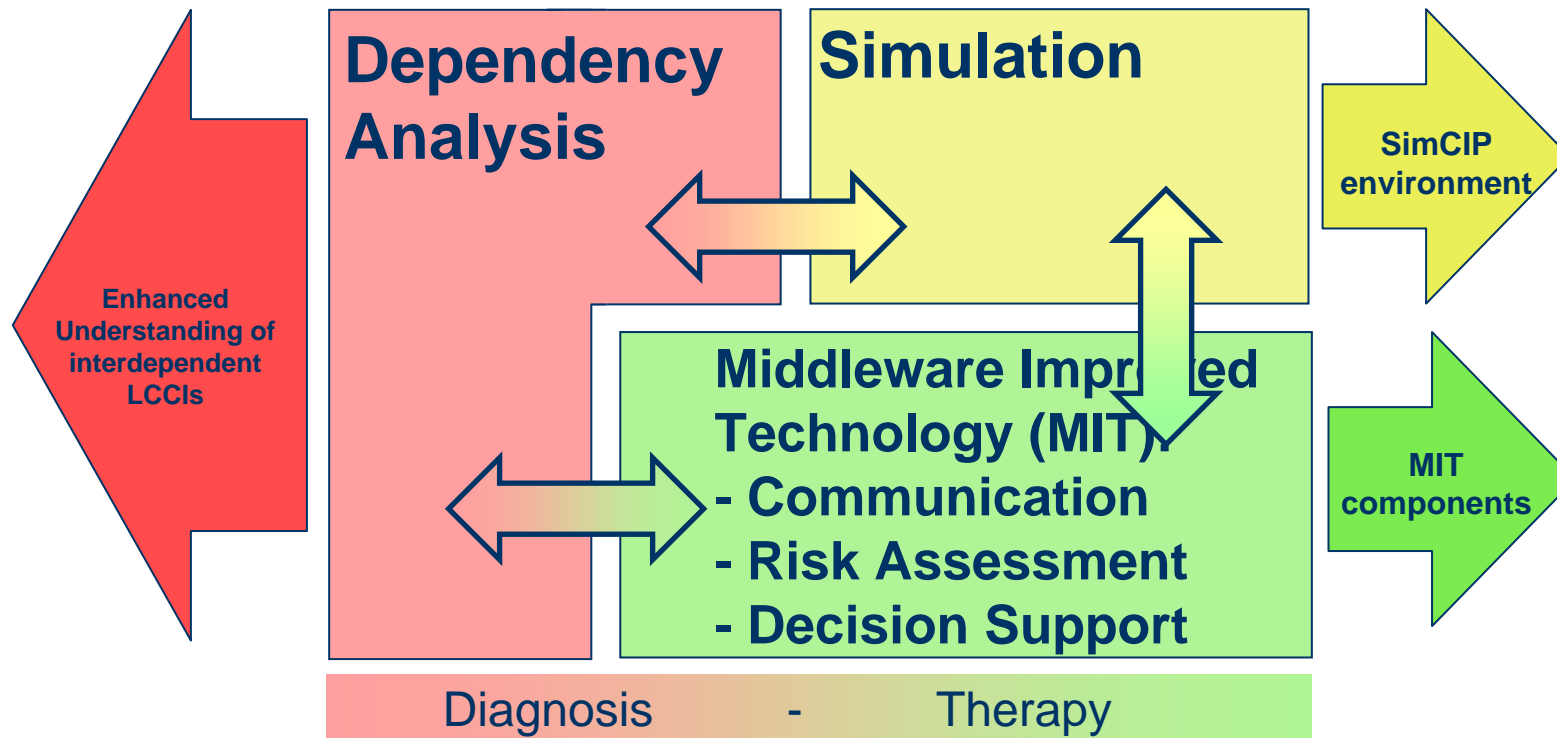 Dependency
Analysis
Simulation
SimCIP
environment
Enhanced
Understanding of
interdependent
LCCIs
Middleware Improved
Technology (MIT):
- Communication
- Risk Assessment
- Decision Support
MIT
components
Diagnosis - Therapy